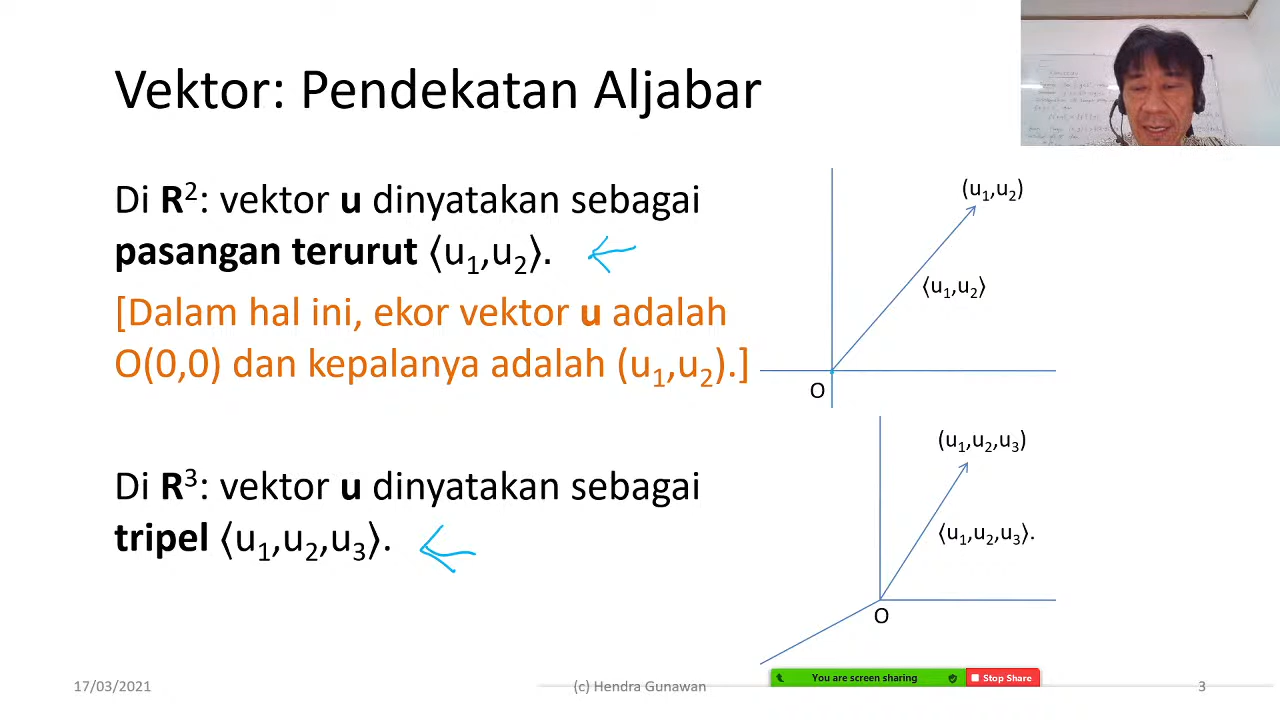 Vektor: Pendekatan Aljabar
Di R²: vektor u dinyatakan sebagai
pasangan terurut ⟨u₁,u₂⟩.
[Dalam hal ini, ekor vektor u adalah
O(0,0) dan kepalanya adalah (u₁,u₂).]
Di R³: vektor u dinyatakan sebagai
tripel ⟨u₁,u₂,u₃⟩.
(u₁,u₂)
⟨u₁,u₂⟩
O
(u₁,u₂,u₃)
⟨u₁,u₂,u₃⟩.
O
You are screen sharing
Stop Share
17/03/2021
(c) Hendra Gunawan
3